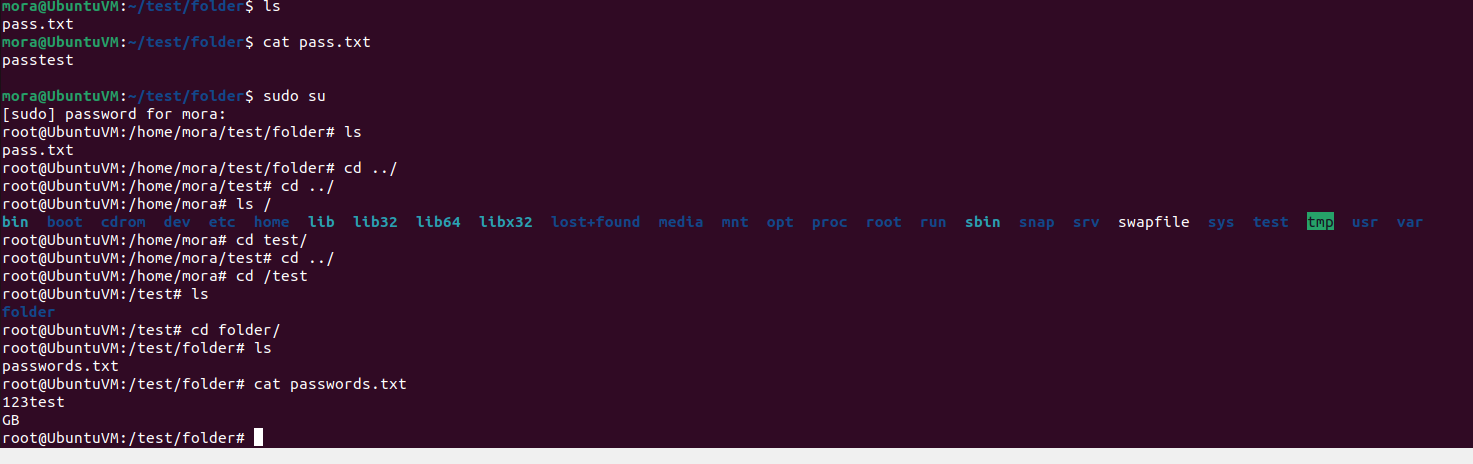 mora@UbuntuVM:~/test/folder$ ls
pass.txt
mora@UbuntuVM:~/test/folder$ cat pass.txt
passtest

mora@UbuntuVM:~/test/folder$ sudo su
[sudo] password for mora:
root@UbuntuVM:/home/mora/test/folder# ls
pass.txt
root@UbuntuVM:/home/mora/test/folder# cd ../
root@UbuntuVM:/home/mora/test# cd ../
root@UbuntuVM:/home/mora# ls /
bin  boot  cdrom  dev  etc  home  lib  lib32  lib64  libx32  lost+found  media  mnt  opt  proc  root  run  sbin  snap  srv  swapfile  sys  test  tmp  usr  var
root@UbuntuVM:/home/mora# cd test/
root@UbuntuVM:/home/mora/test# cd ../
root@UbuntuVM:/home/mora# cd /test
root@UbuntuVM:/test# ls
folder
root@UbuntuVM:/test# cd folder/
root@UbuntuVM:/test/folder# ls
passwords.txt
root@UbuntuVM:/test/folder# cat passwords.txt
123test
GB
root@UbuntuVM:/test/folder#